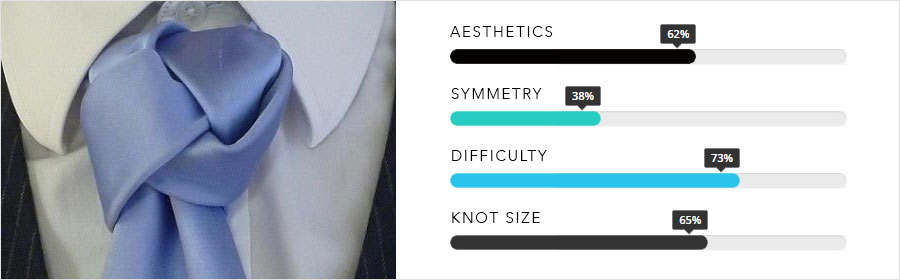 AESTHETICS
62%
SYMMETRY
38%
DIFFICULTY
73%
KNOT SIZE
65%